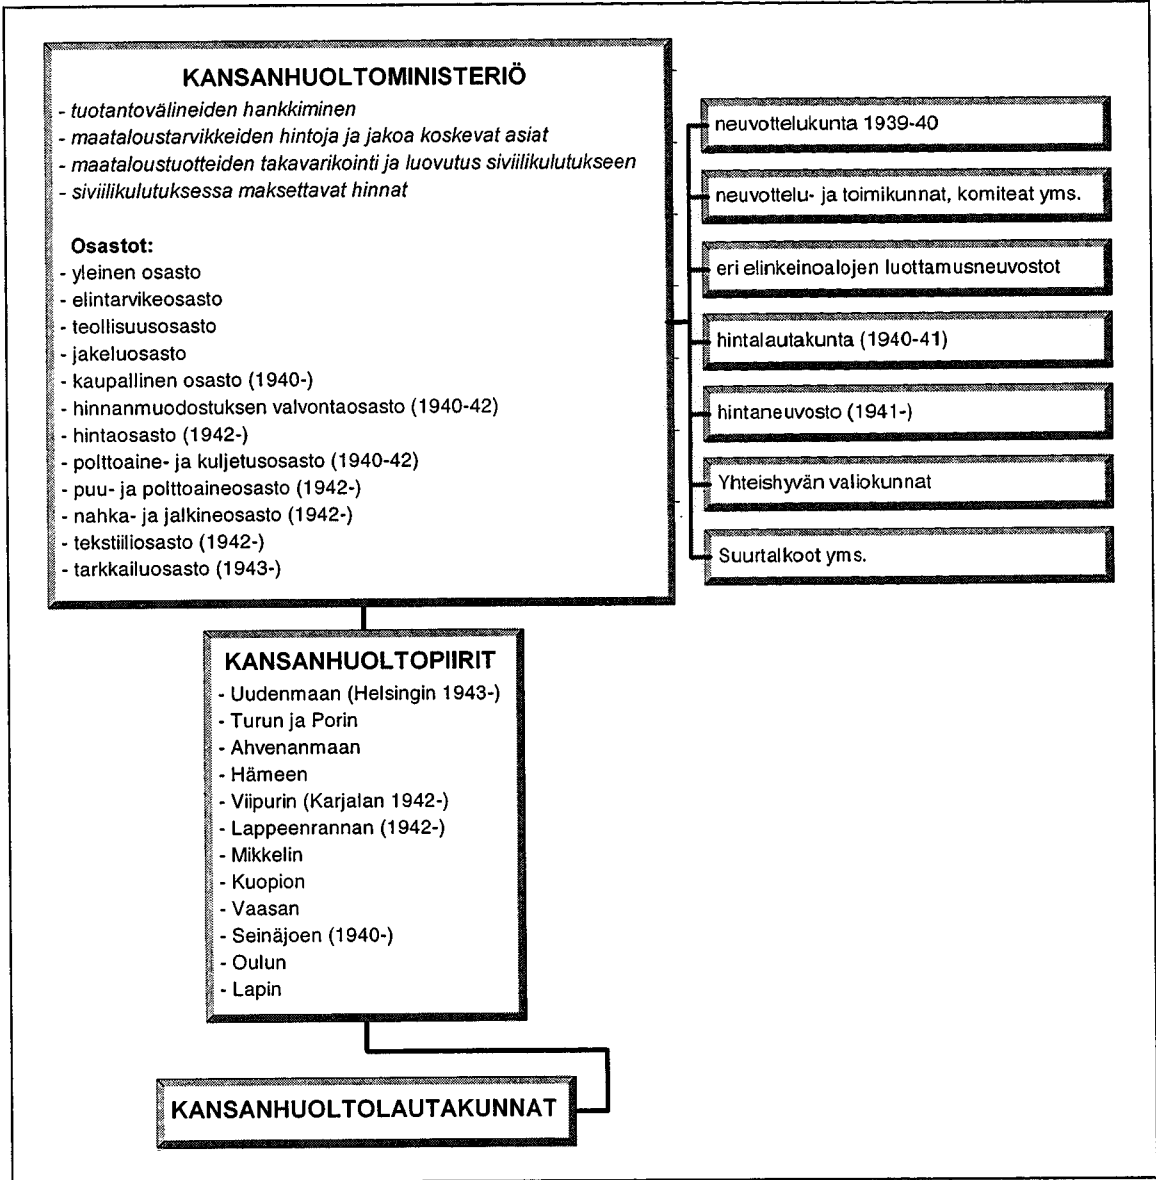 KANSANHUOLTOMINISTERIÖ
- tuotantovälineiden hankkiminen
- maataloustarvikkeiden hintoja ja jakoa koskevat asiat
- maataloustuotteiden takavarikointi ja luovutus siviilikulutukseen
- siviilikulutuksessa maksettavat hinnat
Osastot:
- yleinen osasto
- elintarvikeosasto
- teollisuusosasto
- jakeluosasto
- kaupallinen osasto (1940-)
- hinnanmuodostuksen valvontaosasto (1940-42)
- hintaosasto (1942-)
- polttoaine- ja kuljetusosasto (1940-42)
- puu- ja polttoaineosasto (1942-)
- nahka- ja jalkineosasto (1942-)
- tekstiiliosasto (1942-)
- tarkkailuosasto (1943-)
neuvottelukunta 1939-40
neuvottelu- ja toimikunnat, komiteat yms.
eri elinkeinoalojen luottamusneuvostot
hintalautakunta (1940-41)
hintaneuvosto (1941-)
Yhteishyvän valiokunnat
Suurtalkoot yms.
KANSANHUOLTOPIIRIT
- Uudenmaan (Helsingin 1943-)
- Turun ja Porin
- Ahvenanmaan
- Hämeen
- Viipurin (Karjalan 1942-)
- Lappeenrannan (1942-)
- Mikkelin
- Kuopion
- Vaasan
- Seinäjoen (1940-)
- Oulun
- Lapin
KANSANHUOLTOLAUTAKUNNAT